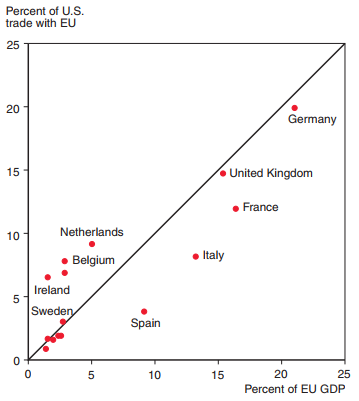 Percent of U.S.
trade with EU
25
20
15
10
5
0
Germany
United Kingdom
France
Netherlands
Belgium
Italy
Ireland
Sweden
Spain
0 5 10 15 20 25
Percent of EU GDP